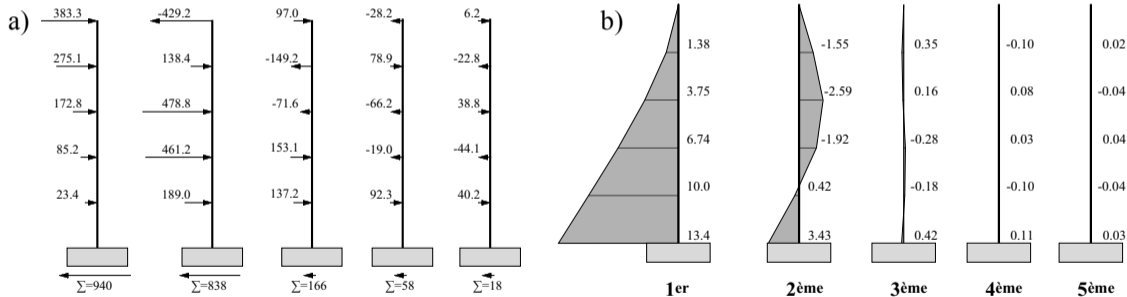 a)
383.3 -429.2 97.0 -28.2 6.2
275.1 138.4 -149.2 78.9 -22.8
172.8 478.8 -71.6 -66.2 38.8
85.2 461.2 153.1 -19.0 -44.1
23.4 189.0 137.2 92.3 40.2
∑=940 ∑=838 ∑=166 ∑=58 ∑=18
b)
1.38 -1.55 0.35 -0.10 0.02
3.75 -2.59 0.16 0.08 -0.04
6.74 -1.92 -0.28 0.03 0.04
10.0 0.42 -0.18 -0.10 -0.04
13.4 3.43 0.42 0.11 0.03
1er 2ème 3ème 4ème 5ème